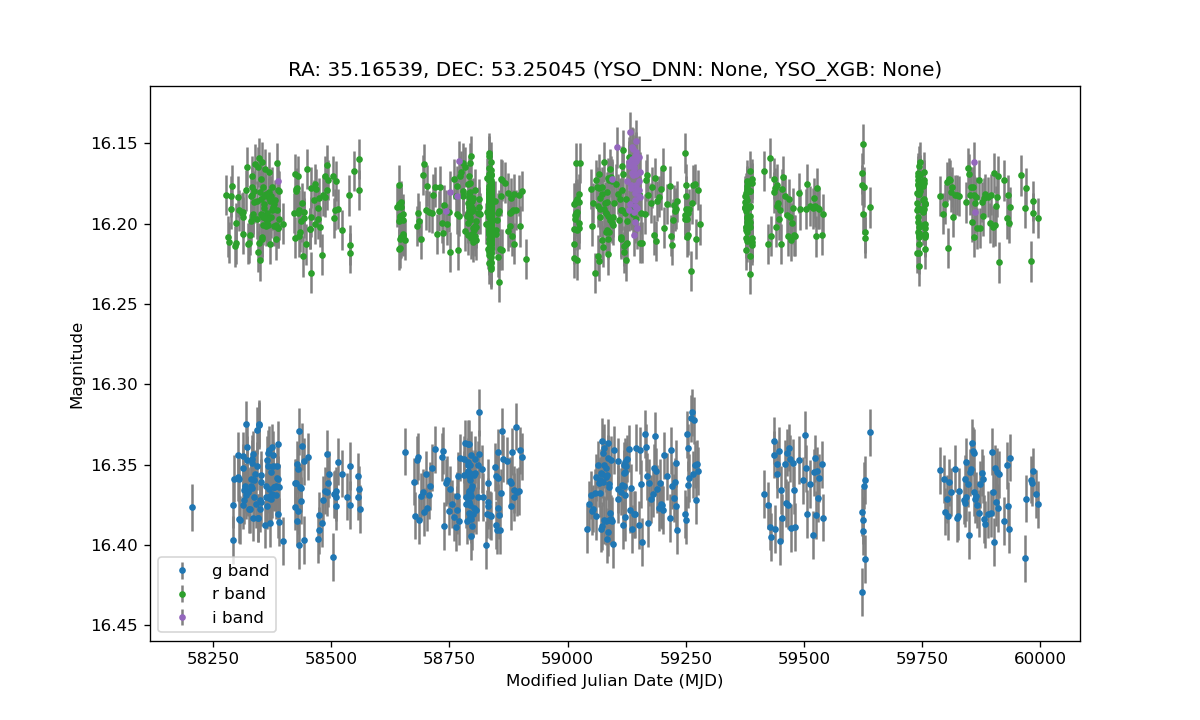 RA: 35.16539, DEC: 53.25045 (YSO_DNN: None, YSO_XGB: None)
16.15
16.20
16.25
16.30
16.35
16.40
16.45
Magnitude
g band
r band
i band
58250 58500 58750 59000 59250 59500 59750 60000
Modified Julian Date (MJD)